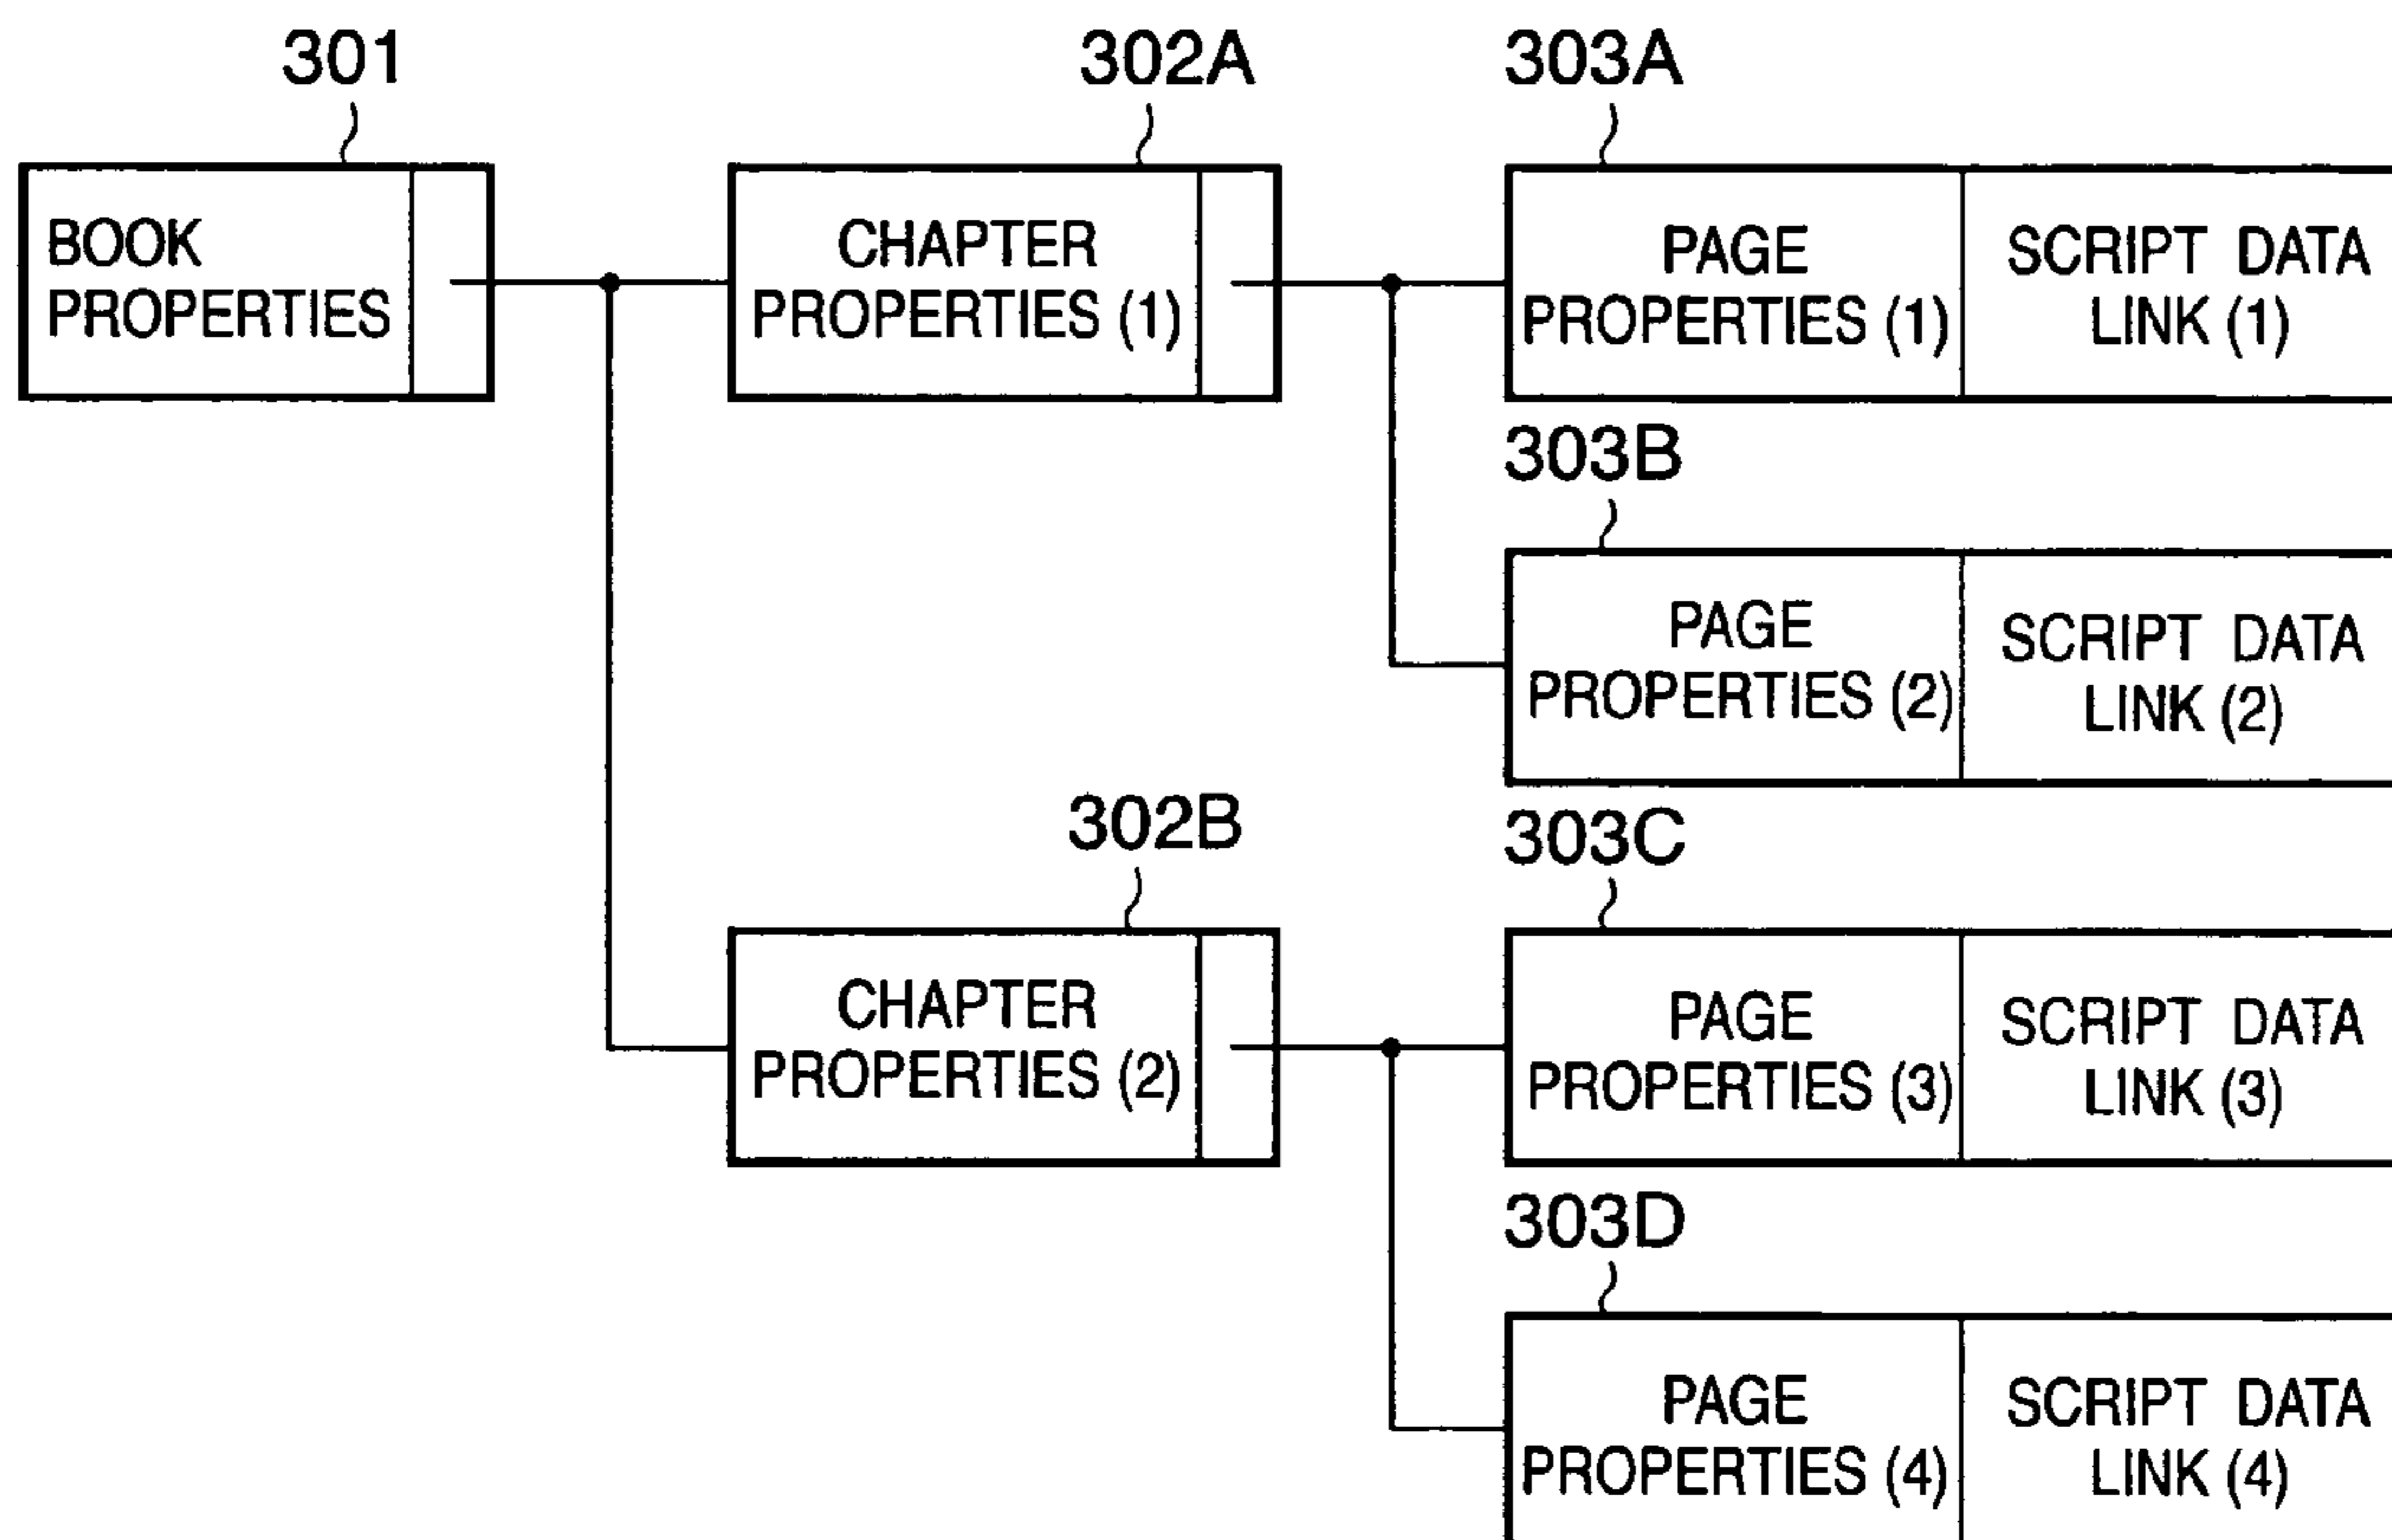 301
302A
303A
BOOK
PROPERTIES
CHAPTER
PROPERTIES (1)
PAGE
PROPERTIES (1)
SCRIPT DATA
LINK (1)
303B
PAGE
PROPERTIES (2)
SCRIPT DATA
LINK (2)
302B
303C
CHAPTER
PROPERTIES (2)
PAGE
PROPERTIES (3)
SCRIPT DATA
LINK (3)
303D
PAGE
PROPERTIES (4)
SCRIPT DATA
LINK (4)